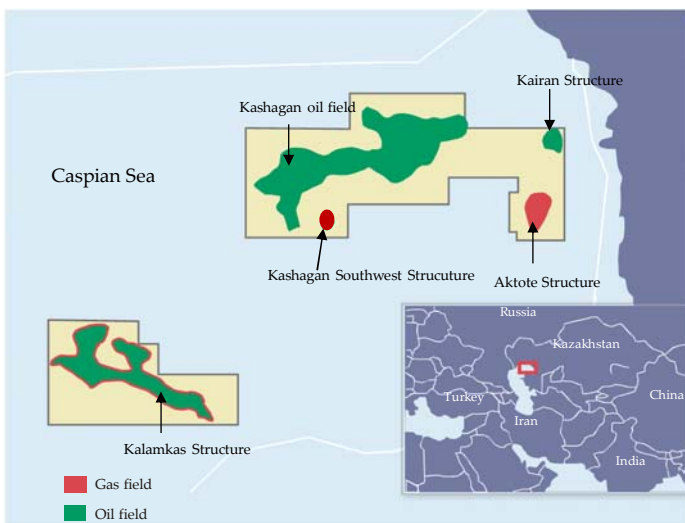 Kairan Structure
Kashagan oil field
Caspian Sea
Kashagan Southwest Strucuture
Aktote Structure
Russia
Kazakhstan
China
Turkey
Iran
India
Kalamkas Structure
Gas field
Oil field